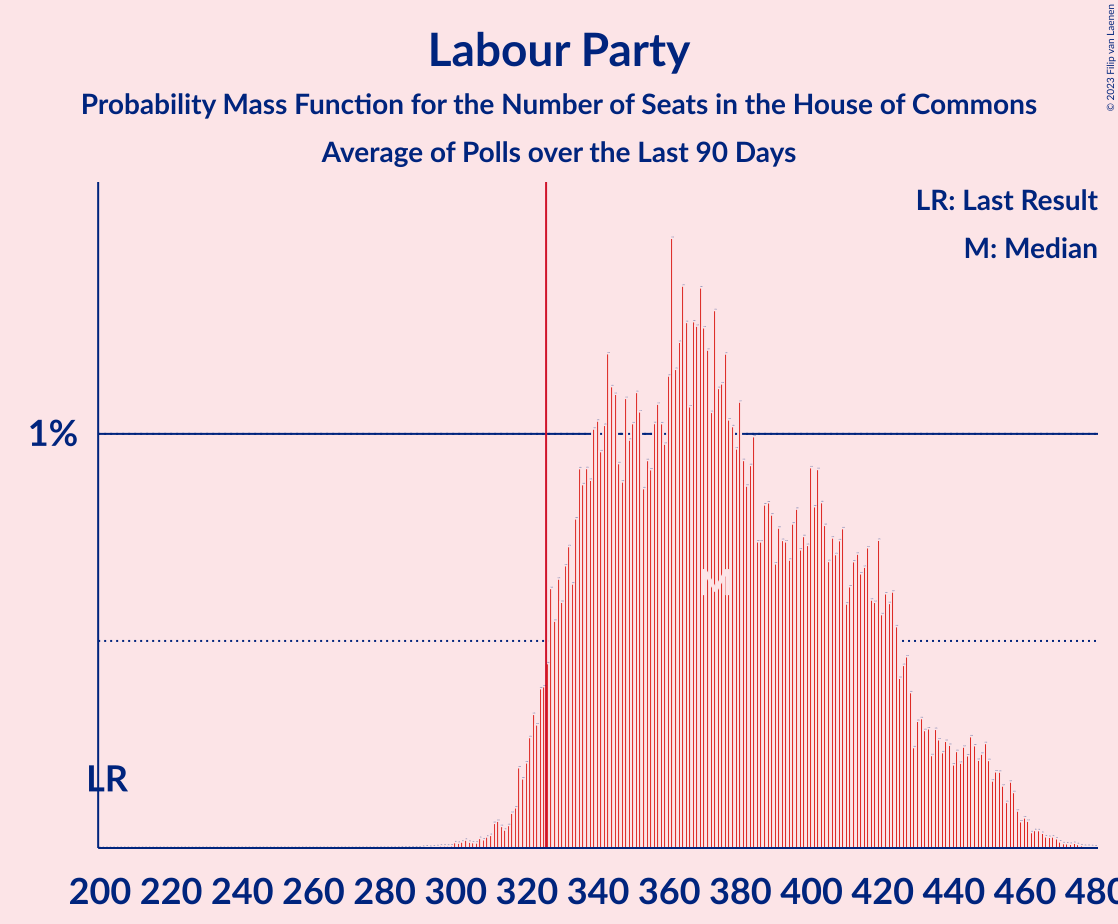 Labour Party
Probability Mass Function for the Number of Seats in the House of Commons
Average of Polls over the Last 90 Days
© 2023 Filip van Laenen
LR: Last Result
M: Median
1%
M
LR
200 220 240 260 280 300 320 340 360 380 400 420 440 460 480